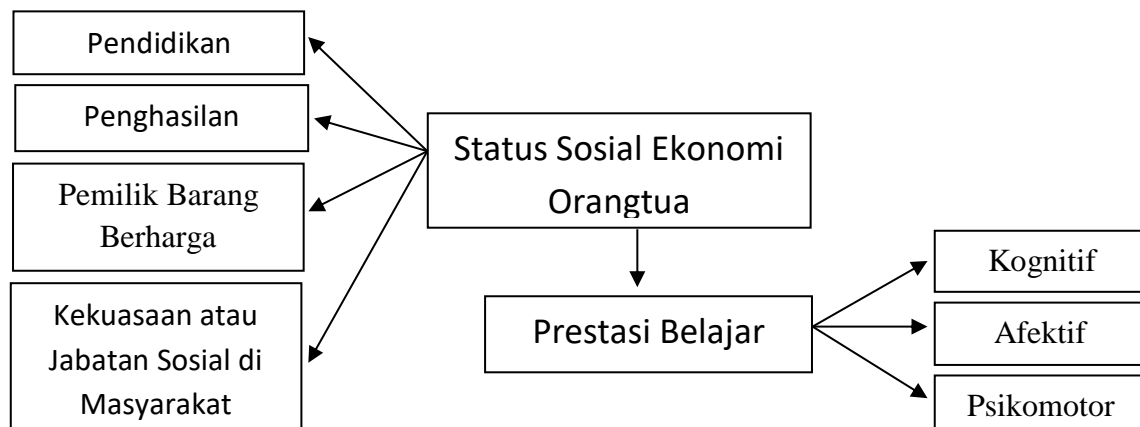 Pendidikan
Penghasilan
Pemilik Barang
Berharga
Kekuasaan atau
Jabatan Sosial di
Masyarakat
Status Sosial Ekonomi
Orangtua
Prestasi Belajar
Kognitif
Afektif
Psikomotor